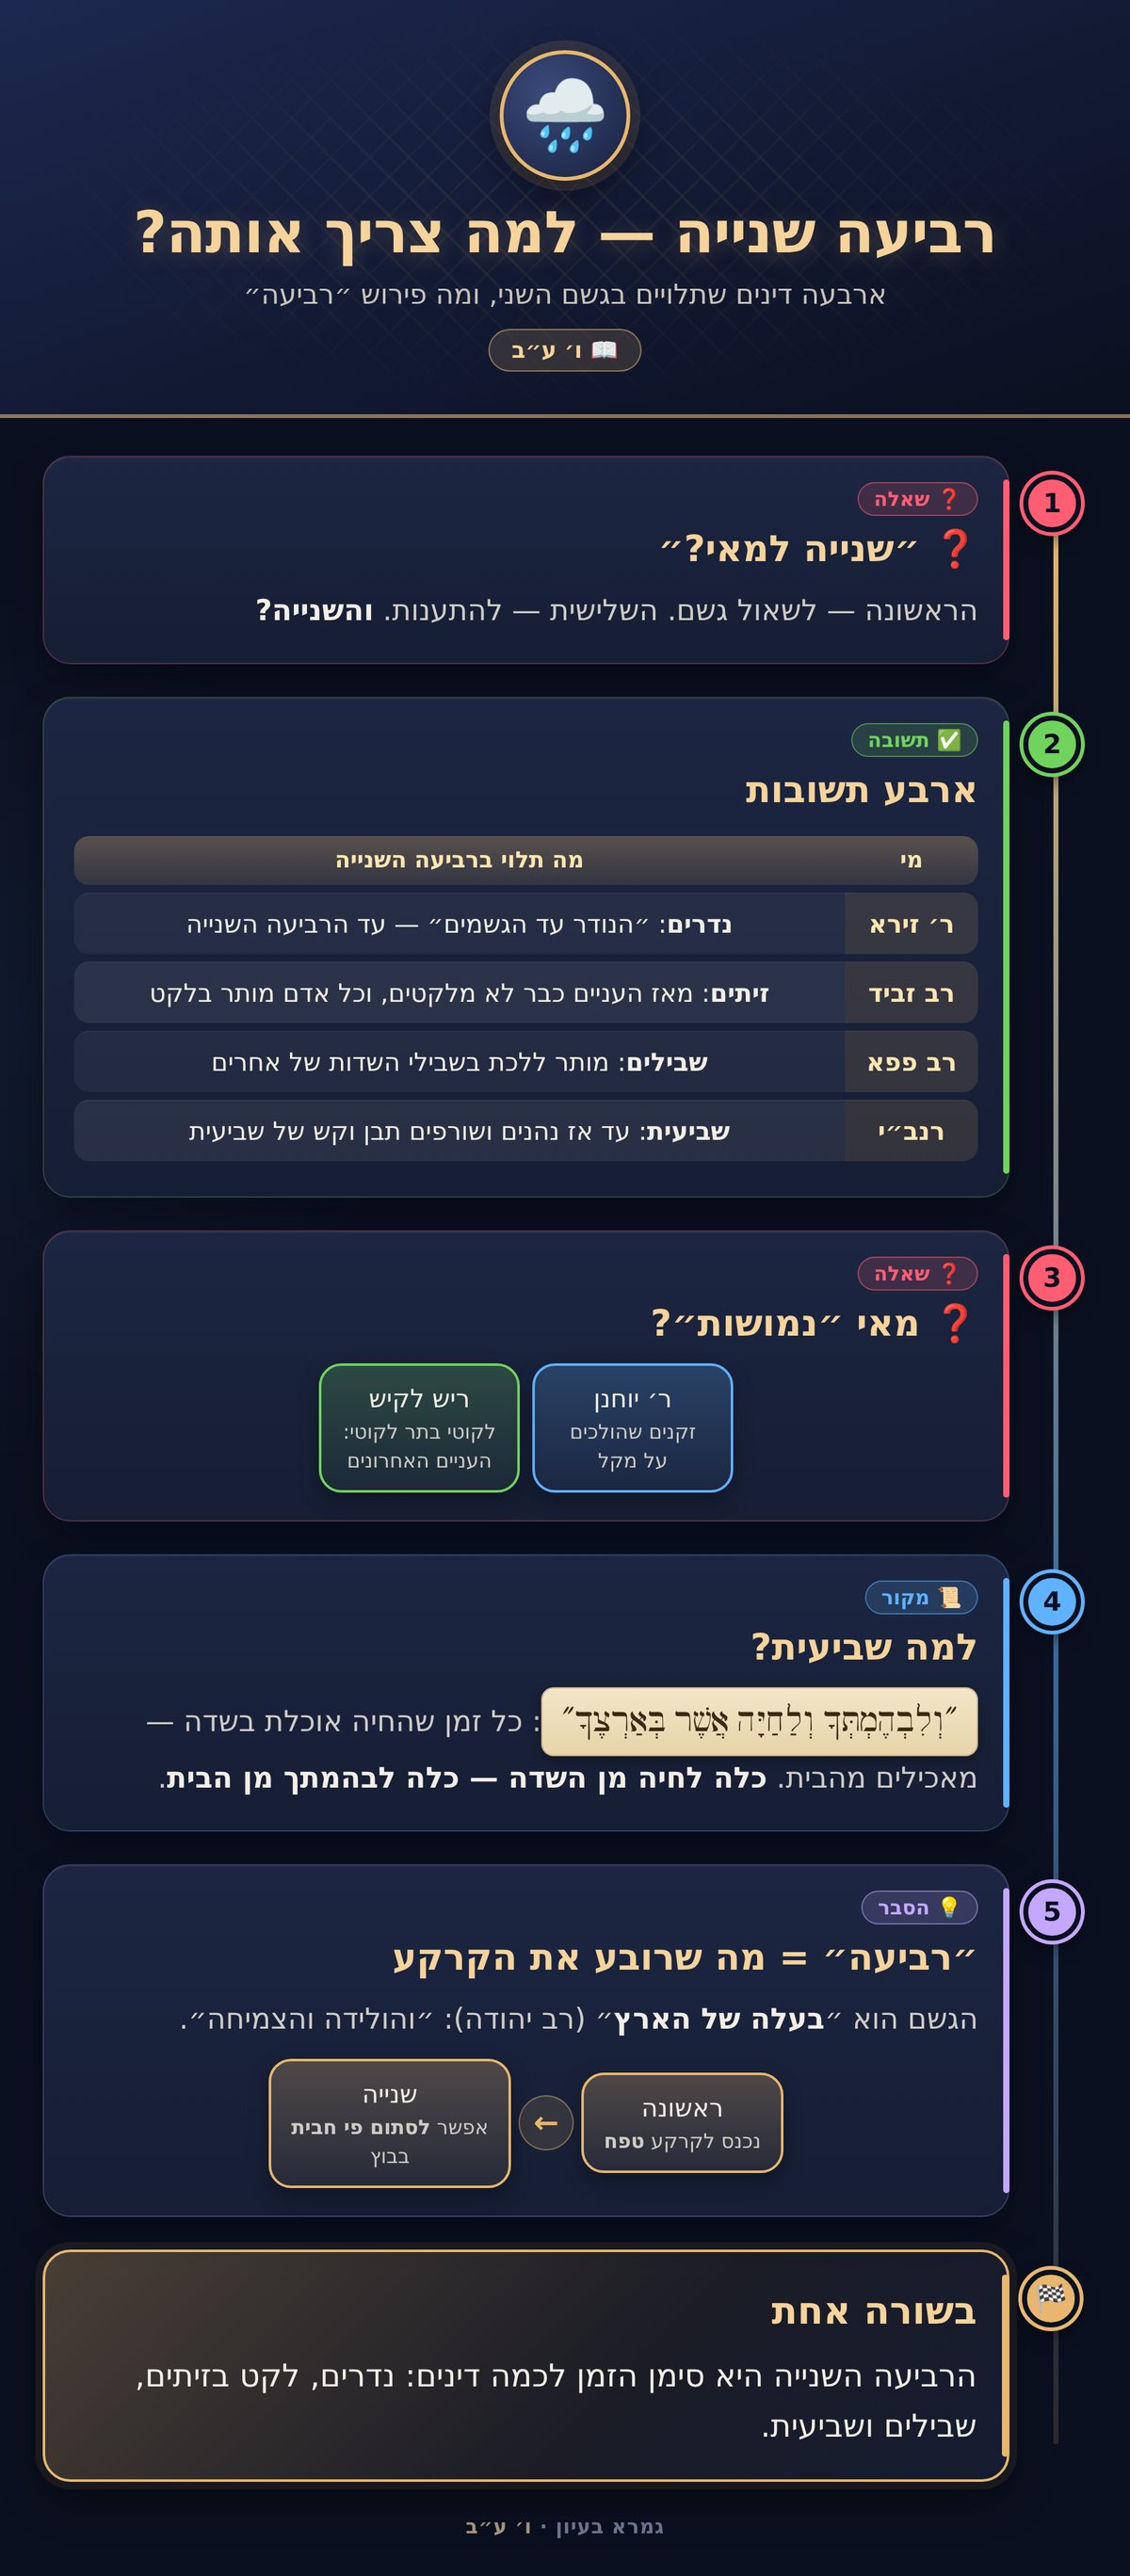 רביעה שנייה — למה צריך אותה?
ארבעה דינים שתלויים בגשם השני, ומה פירוש ״רביעה״
📖 ו׳ ע״ב
1
❓ שאלה
❓ ״שנייה למאי?״
הראשונה — לשאול גשם. השלישית — להתענות. והשנייה?
2
✅ תשובה
ארבע תשובות
מי מה תלוי ברביעה השנייה
ר׳ זירא נדרים: ״הנודר עד הגשמים״ — עד הרביעה השנייה
רב זביד זיתים: מאז העניים כבר לא מלקטים, וכל אדם מותר בלקט
רב פפא שבילים: מותר ללכת בשבילי השדות של אחרים
רנב״י שביעית: עד אז נהנים ושורפים תבן וקש של שביעית
3
❓ שאלה
❓ מאי ״נמושות״?
ר׳ יוחנן
זקנים שהולכים
על מקל
ריש לקיש
לקוטי בתר לקוטי:
העניים האחרונים
4
📜 מקור
למה שביעית?
״וְלִבְהֶמְתְּךָ וְלַחַיָּה אֲשֶׁר בְּאַרְצֶךָ״: כל זמן שהחיה אוכלת בשדה —
מאכילים מהבית. כלה לחיה מן השדה — כלה לבהמתך מן הבית.
5
💡 הסבר
״רביעה״ = מה שרובע את הקרקע
הגשם הוא ״בעלה של הארץ״ (רב יהודה): ״והולידה והצמיחה״.
ראשונה
נכנס לקרקע טפח
←
שנייה
אפשר לסתום פי חבית
בבוץ
🏁
בשורה אחת
הרביעה השנייה היא סימן הזמן לכמה דינים: נדרים, לקט בזיתים,
שבילים ושביעית.
גמרא בעיון · ו׳ ע״ב